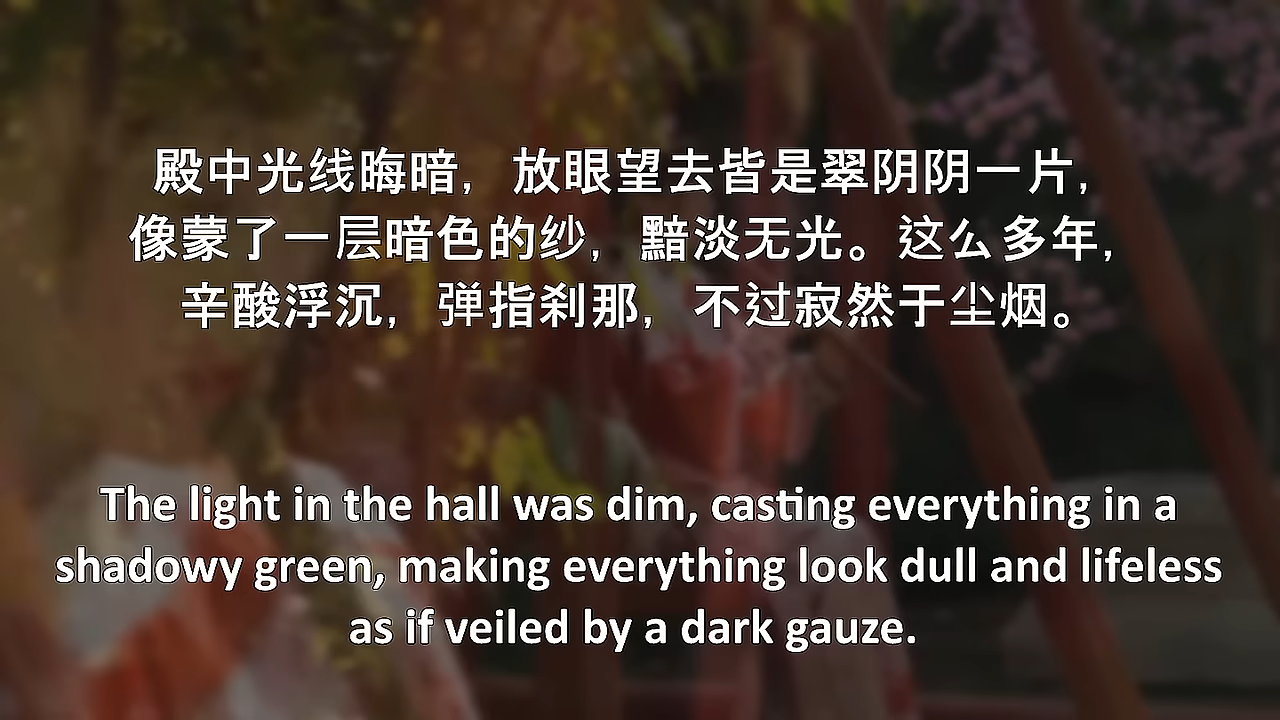 殿中光线晦暗，放眼望去皆是翠阴阴一片，
像蒙了一层暗色的纱，黯淡无光。这么多年，
辛酸浮沉，弹指刹那，不过寂然于尘烟。
The light in the hall was dim, casting everything in a
shadowy green, making everything look dull and lifeless
as if veiled by a dark gauze.